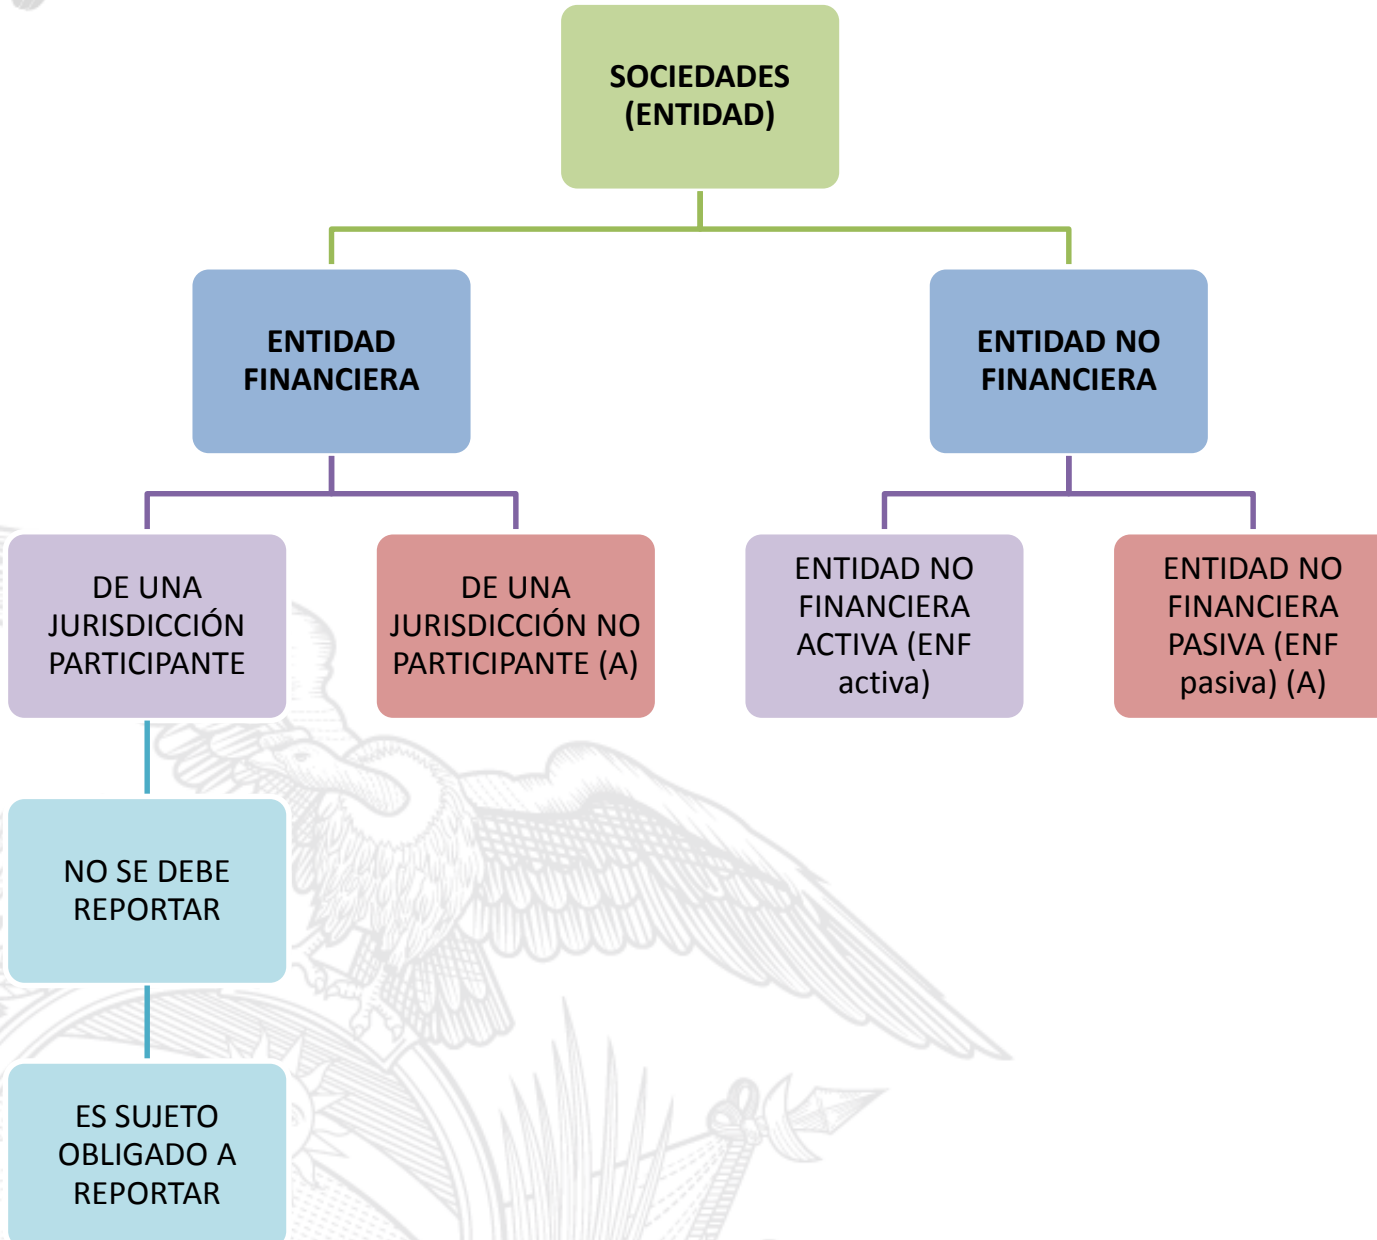 SOCIEDADES
(ENTIDAD)
ENTIDAD
FINANCIERA
ENTIDAD NO
FINANCIERA
DE UNA
JURISDICCIÓN
PARTICIPANTE
DE UNA
JURISDICCIÓN NO
PARTICIPANTE (A)
ENTIDAD NO
FINANCIERA
ACTIVA (ENF
activa)
ENTIDAD NO
FINANCIERA
PASIVA (ENF
pasiva) (A)
NO SE DEBE
REPORTAR
ES SUJETO
OBLIGADO A
REPORTAR